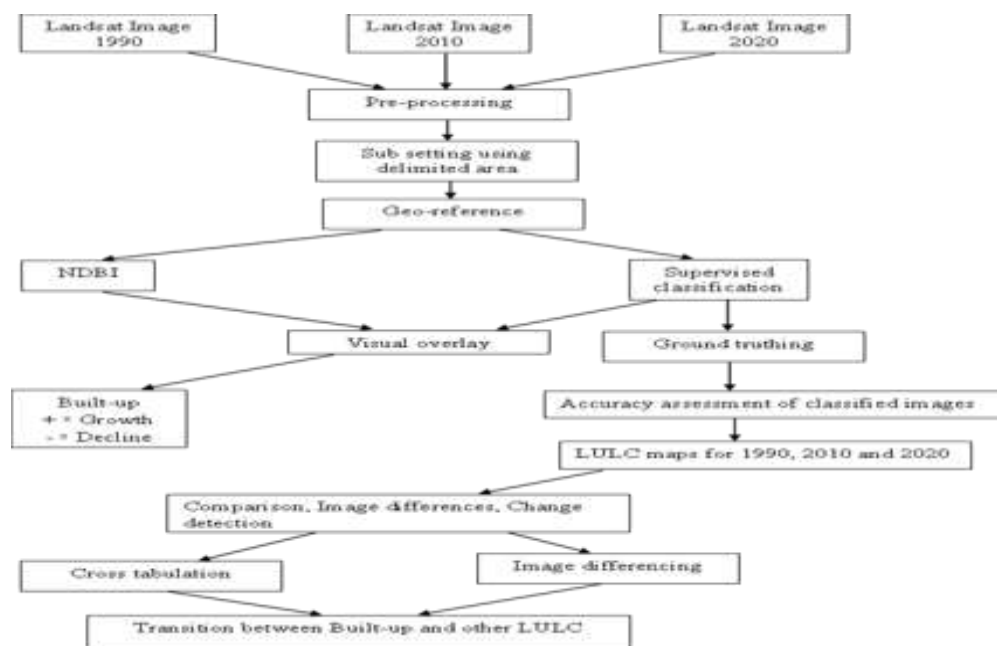 Landsat Image
1990
Landsat Image
2010
Landsat Image
2020
Pre-processing
Sub setting using
delimited area
Geo-reference
NDBI
Supervised
classification
Visual overlay
Ground truthing
Built-up
+ = Growth
- = Decline
Accuracy assessment of classified images
LULC maps for 1990, 2010 and 2020
Comparison, Image differences, Change
detection
Cross tabulation
Image differencing
Transition between Built-up and other LULC